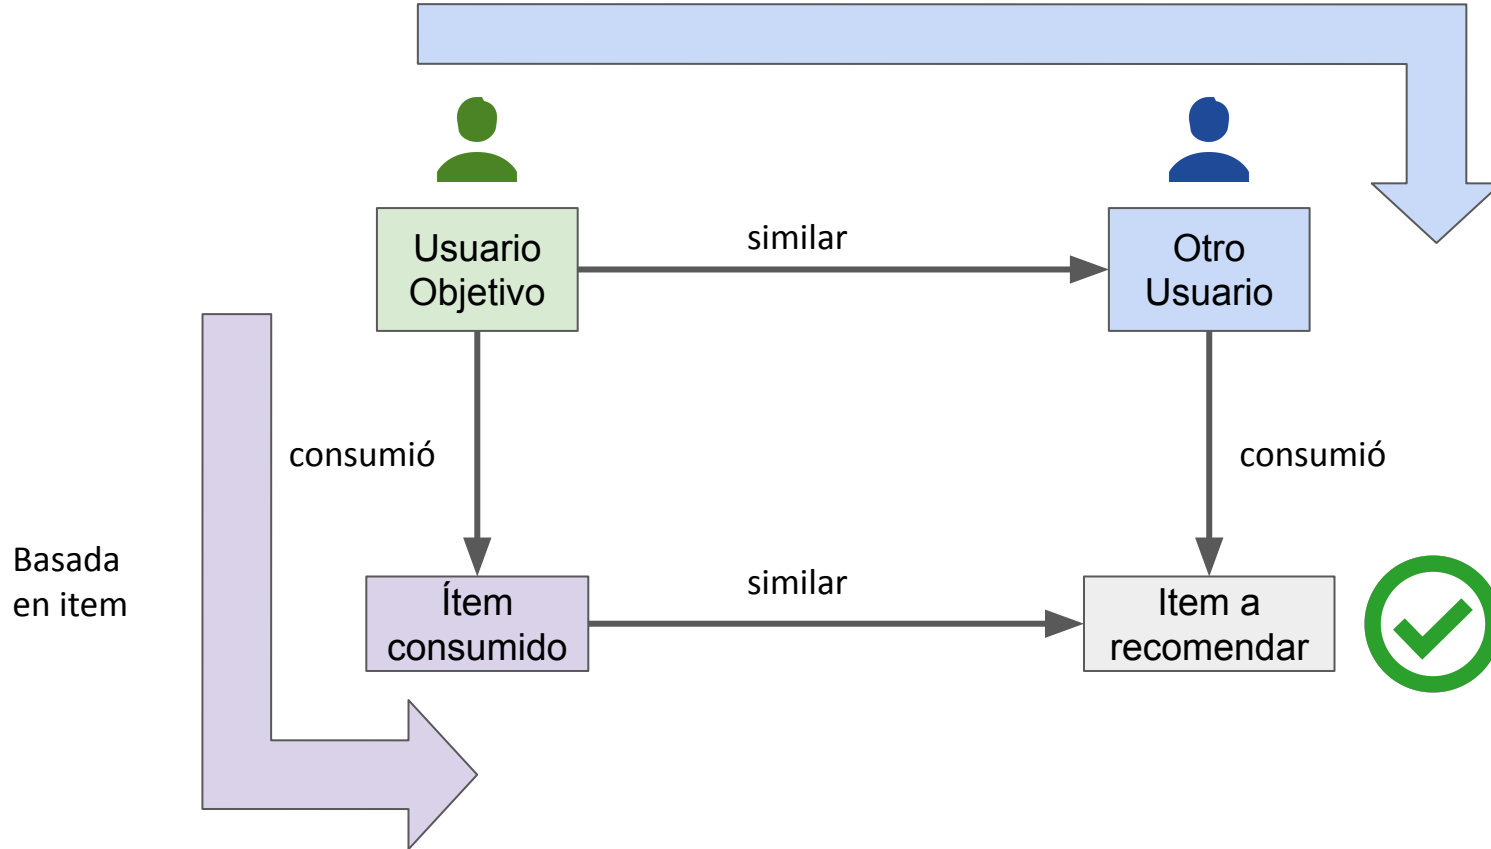 similar
Usuario
Objetivo
Otro
Usuario
consumió
consumió
Basada
en item
similar
Ítem
consumido
Item a
recomendar